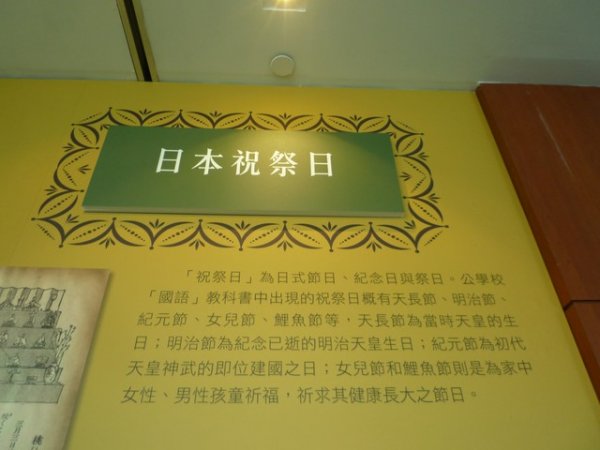 日本祝祭日
「祝祭日」為日式節日、紀念日與祭日。公學校
「國語」教科書中出現的祝祭日概有天長節、明治節、
紀元節、女兒節、鯉魚節等，天長節為當時天皇的生
日；明治節為紀念已逝的明治天皇生日；紀元節為初代
天皇神武的即位建國之日；女兒節和鯉魚節則是為家中
女性、男性孩童祈福，祈求其健康長大之節日。